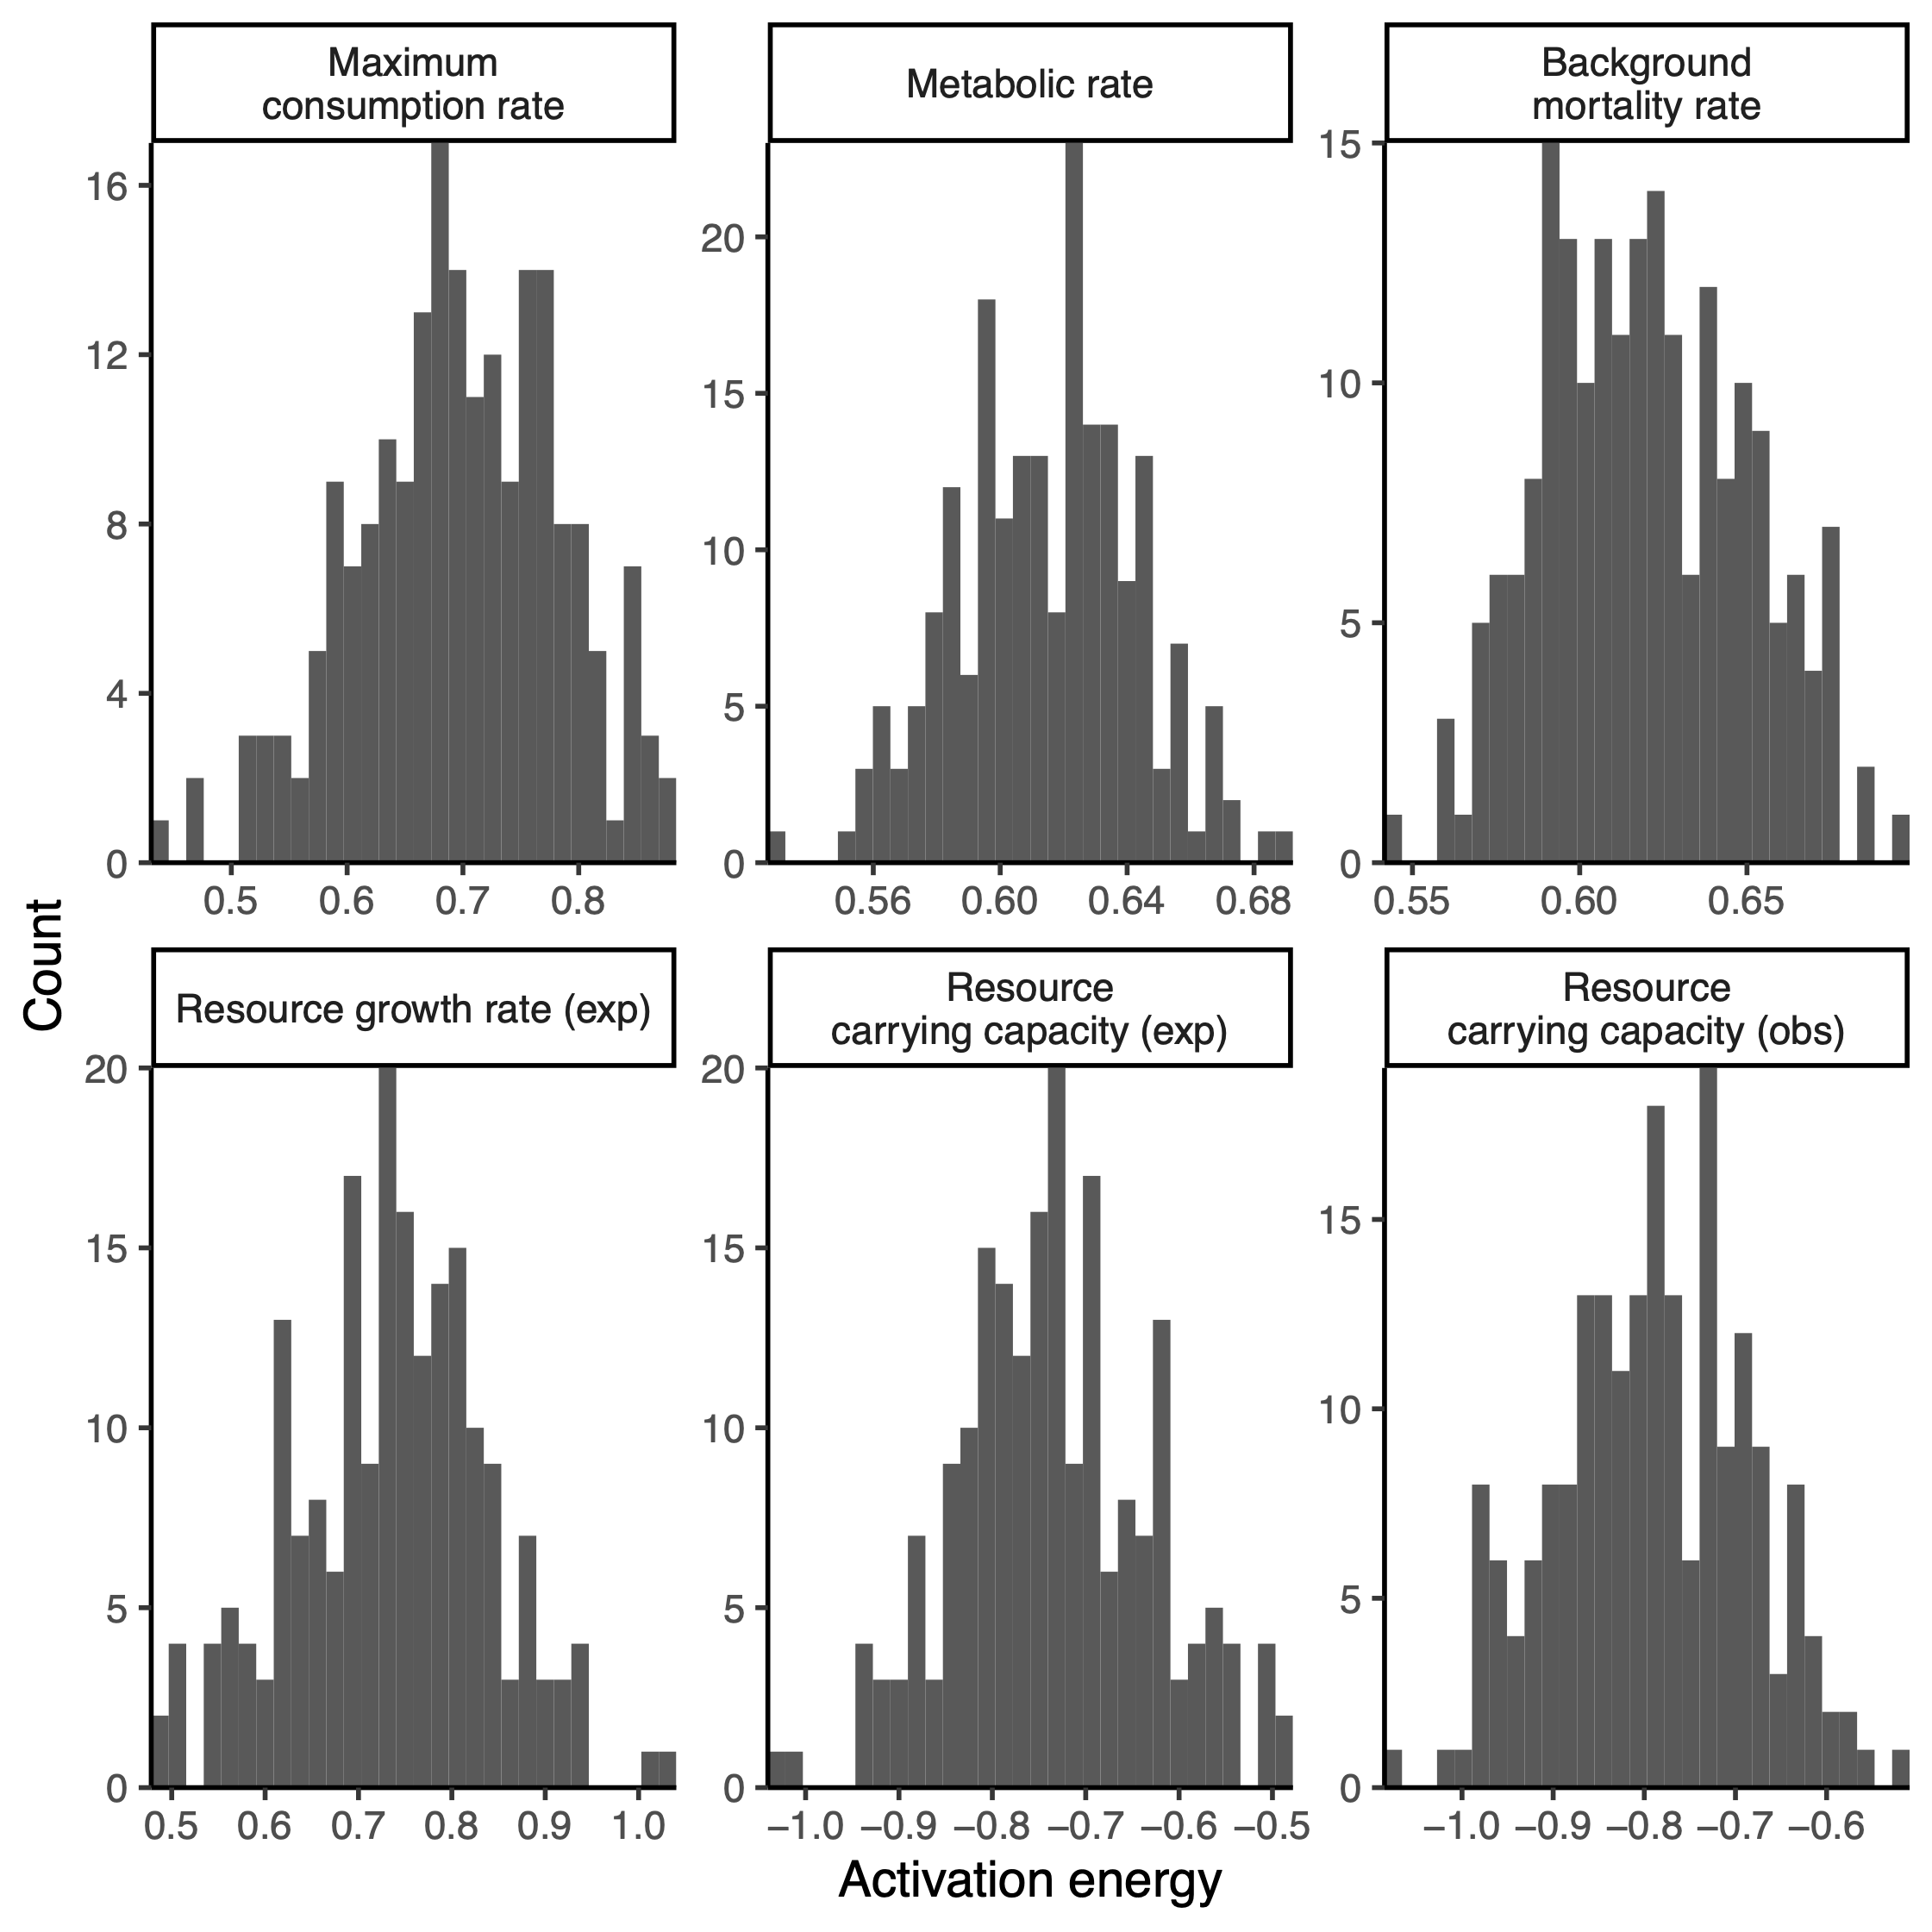 Maximum
consumption rate
Metabolic rate
Background
mortality rate
16
12
8
4
0
0.5 0.6 0.7 0.8
20
15
10
5
0
0.56 0.60 0.64 0.68
15
10
5
0
0.55 0.60 0.65
Count
Resource growth rate (exp)
Resource
carrying capacity (exp)
Resource
carrying capacity (obs)
20
15
10
5
0
0.5 0.6 0.7 0.8 0.9 1.0
20
15
10
5
0
−1.0 −0.9 −0.8 −0.7 −0.6 −0.5
15
10
5
0
−1.0 −0.9 −0.8 −0.7 −0.6
Activation energy